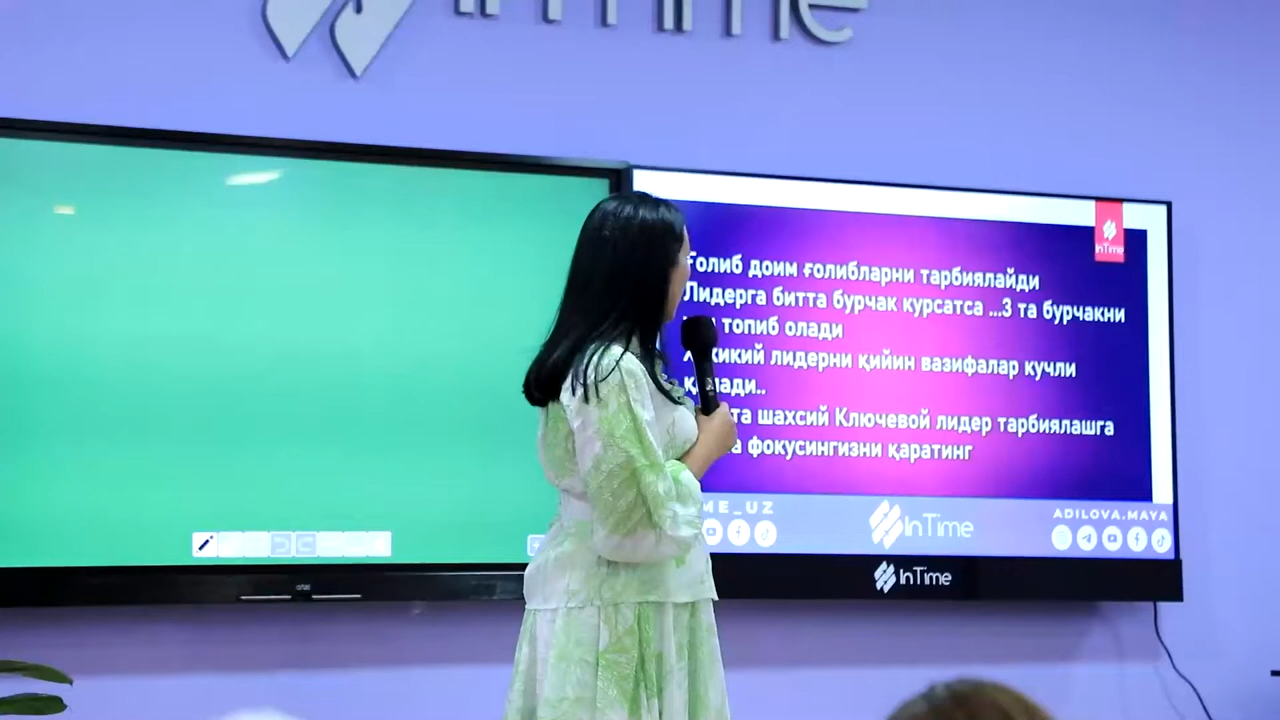 InTime
InTime
Ғолиб доим ғолибларни тарбиялайди
Лидерга битта бурчак курсатса ...3 та бурчакни
топиб олади
лидерни қийин вазифалар кучли
та шахсий Ключевой лидер тарбиялашга
фокусингизни қаратинг
ME_UZ
InTime
ADILOVA.MAYA
InTime